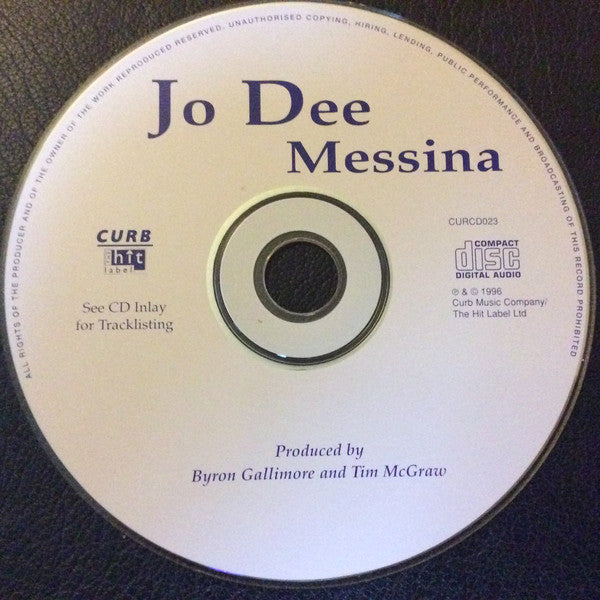 ALL RIGHTS OF THE PRODUCER AND OF THE OWNER OF THE WORK REPRODUCED RESERVED. UNAUTHORISED COPYING, HIRING, LENDING, PUBLIC PERFORMANCE AND BROADCASTING OF THIS RECORD PROHIBITED
Jo Dee
Messina
CURB
the hit
label
See CD Inlay
for Tracklisting
CURCD023
COMPACT
disc
DIGITAL AUDIO
℗ & © 1996
Curb Music Company/
The Hit Label Ltd
Produced by
Byron Gallimore and Tim McGraw